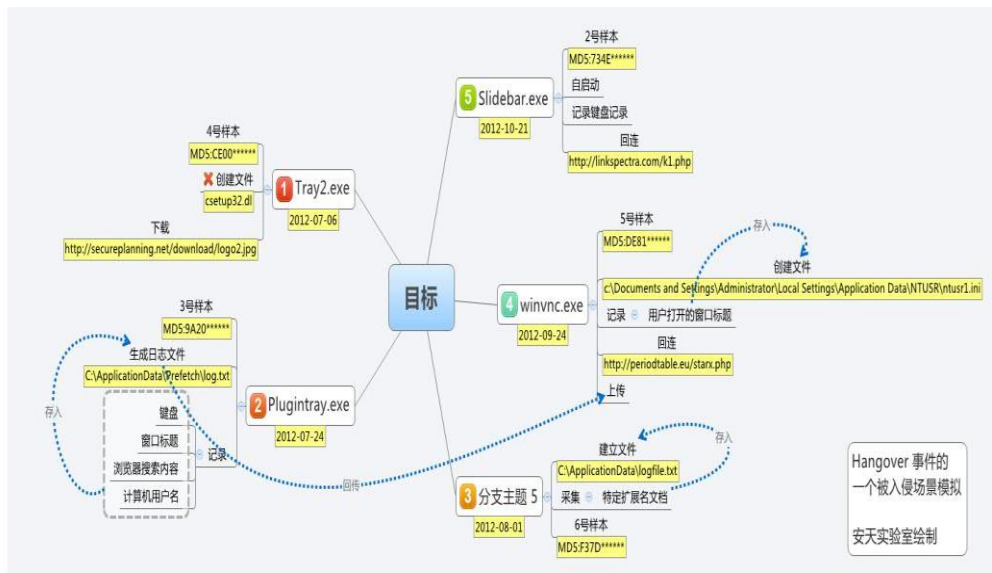 2号样本
MD5:734E******
5 Slidebar.exe
自启动
2012-10-21
记录键盘记录
回连
http://linkspectra.com/k1.php
4号样本
MD5:CE00******
创建文件
csetup32.dl
1 Tray2.exe
2012-07-06
下载
http://secureplanning.net/download/logo2.jpg
目标
5号样本
MD5:DE81******
存入
创建文件
c:\Documents and Settings\Administrator\Local Settings\Application Data\NTUSR\ntusr1.ini
4 winvnc.exe
2012-09-24
记录 用户打开的窗口标题
回连
http://periodtable.eu/starx.php
上传
3号样本
MD5:9A20******
生成日志文件
C:\ApplicationData\Prefetch\log.txt
存入
键盘
窗口标题
浏览器搜索内容
计算机用户名
记录
2 Plugintray.exe
2012-07-24
回传
3 分支主题 5
2012-08-01
建立文件
C:\ApplicationData\logfile.txt
存入
采集 特定扩展名文档
6号样本
MD5:F37D******
Hangover 事件的
一个被入侵场景模拟
安天实验室绘制